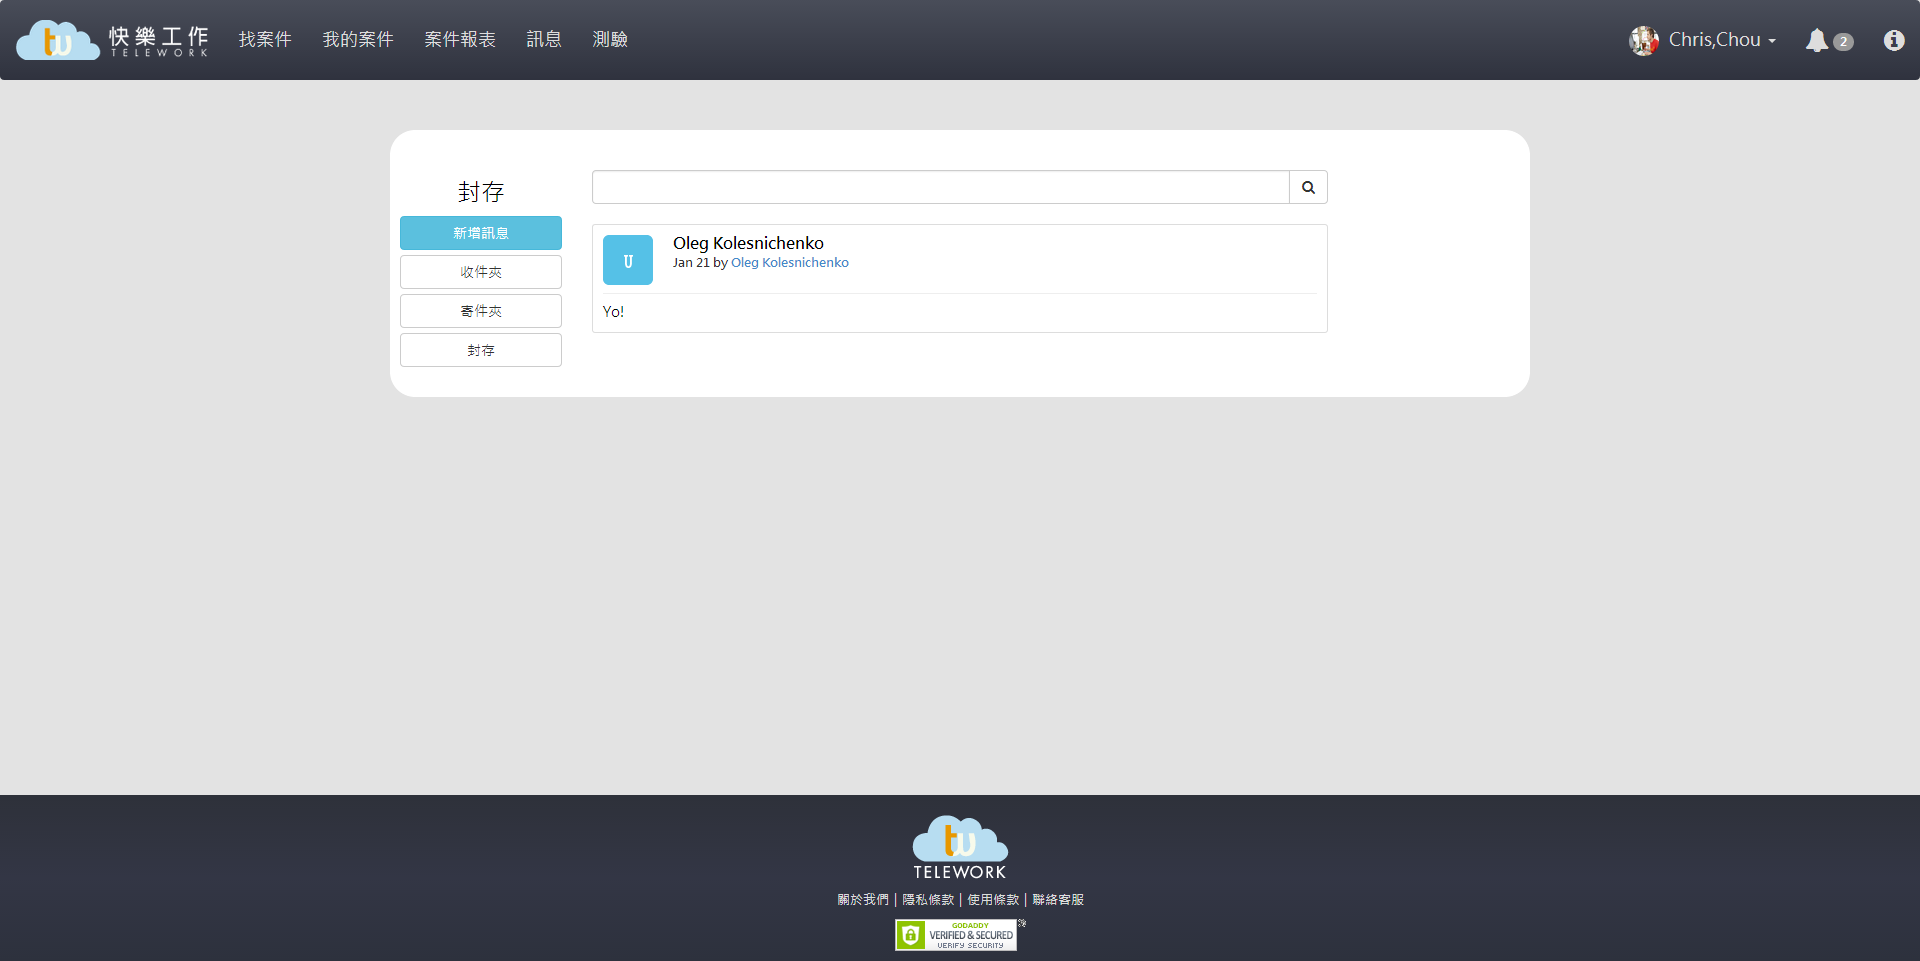 tw 快樂工作 TELEWORK 找案件 我的案件 案件報表 訊息 測驗 Chris,Chou 2
封存
新增訊息
收件夾
寄件夾
封存
U
Oleg Kolesnichenko
Jan 21 by Oleg Kolesnichenko
Yo!
tw
TELEWORK
關於我們 | 隱私條款 | 使用條款 | 聯絡客服
GODADDY
VERIFIED & SECURED
VERIFY SECURITY